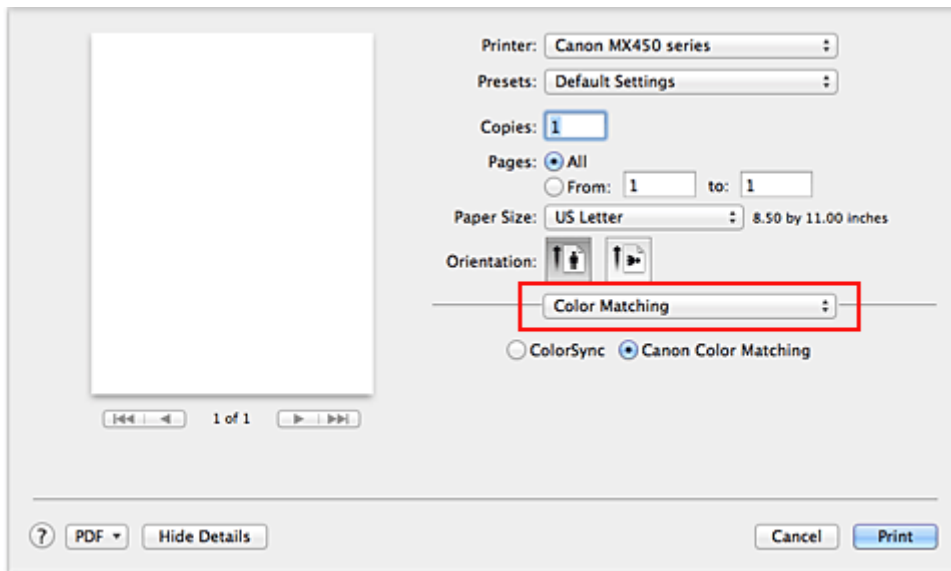 Printer: Canon MX450 series
Presets: Default Settings
Copies: 1
Pages: All
From: 1 to: 1
Paper Size: US Letter 8.50 by 11.00 inches
Orientation:
Color Matching
ColorSync Canon Color Matching
1 of 1
? PDF Hide Details Cancel Print